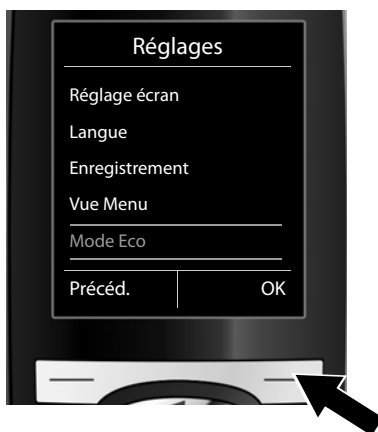 Réglages
Réglage écran
Langue
Enregistrement
Vue Menu
Mode Eco
Précéd. OK